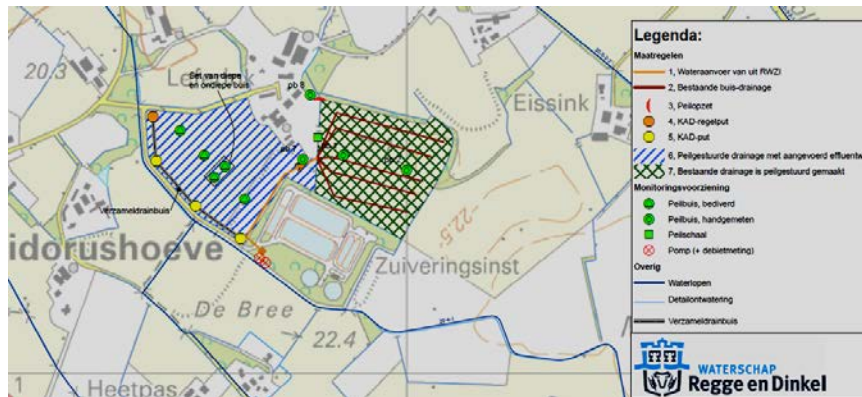 20.3
Set van diepe
en ondiepe buis
pb 8
Eissink
Verzameldrainbuis
idorushoeve
22.5
Zuiveringsinst
De Bree
22.4
Heetpas
1
Legenda:
Maatregelen
1, Wateraanvoer van uit RWZI
2, Bestaande buis-drainage
3, Peilopzet
4, KAD-regelput
5, KAD-put
6, Peilgestuurde drainage met aangevoerd effluentw
7, Bestaande drainage is peilgestuurd gemaakt
Monitoringsvoorziening
Peilbuis, bediverd
Peilbuis, handgemeten
Peilschaal
Pomp (+ debietmeting)
Overig
Waterlopen
Detailontwatering
Verzameldrainbuis
WATERSCHAP
Regge en Dinkel